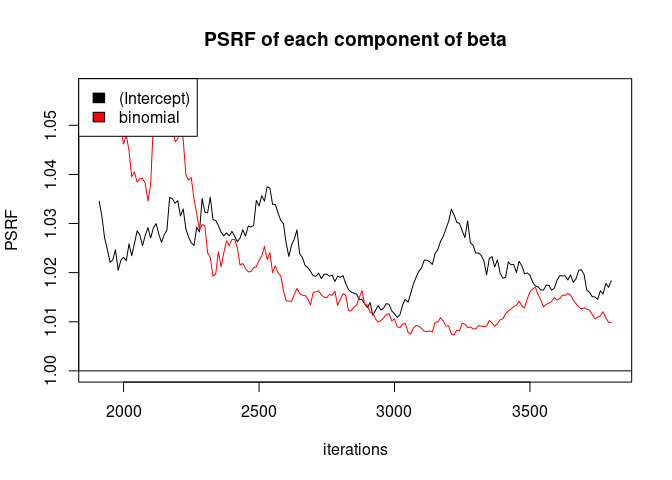 PSRF of each component of beta
(Intercept)
binomial
PSRF
1.05
1.04
1.03
1.02
1.01
1.00
2000 2500 3000 3500
iterations